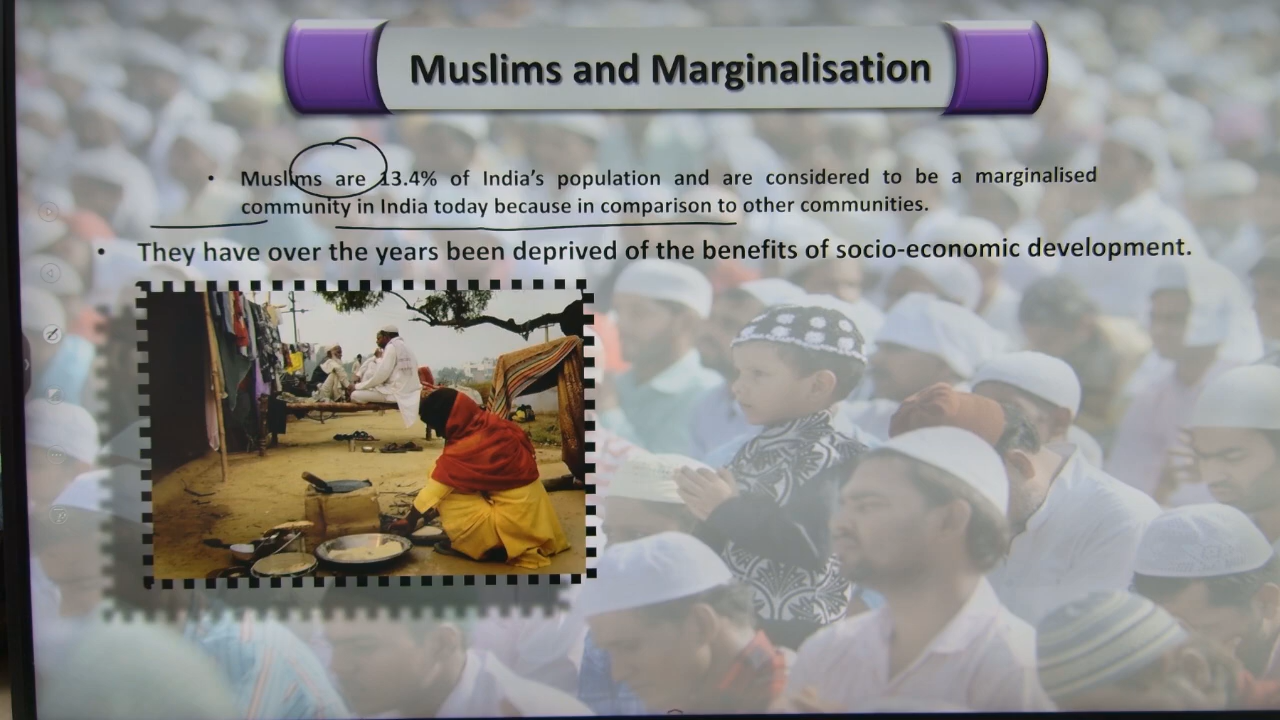 Muslims and Marginalisation
• Muslims are 13.4% of India's population and are considered to be a marginalised
community in India today because in comparison to other communities.
• They have over the years been deprived of the benefits of socio-economic development.